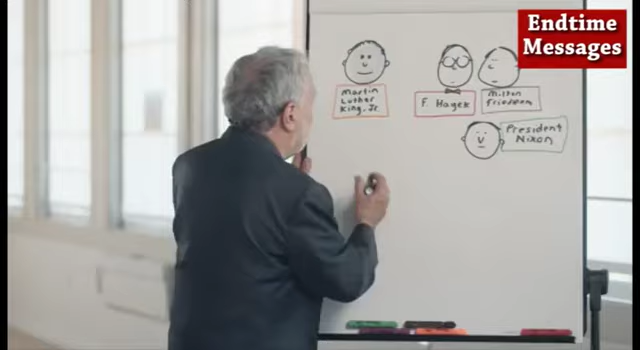 Endtime
Messages
Martin
Luther
King, Jr.
F. Hayek
Milton
Friedman
President
Nixon